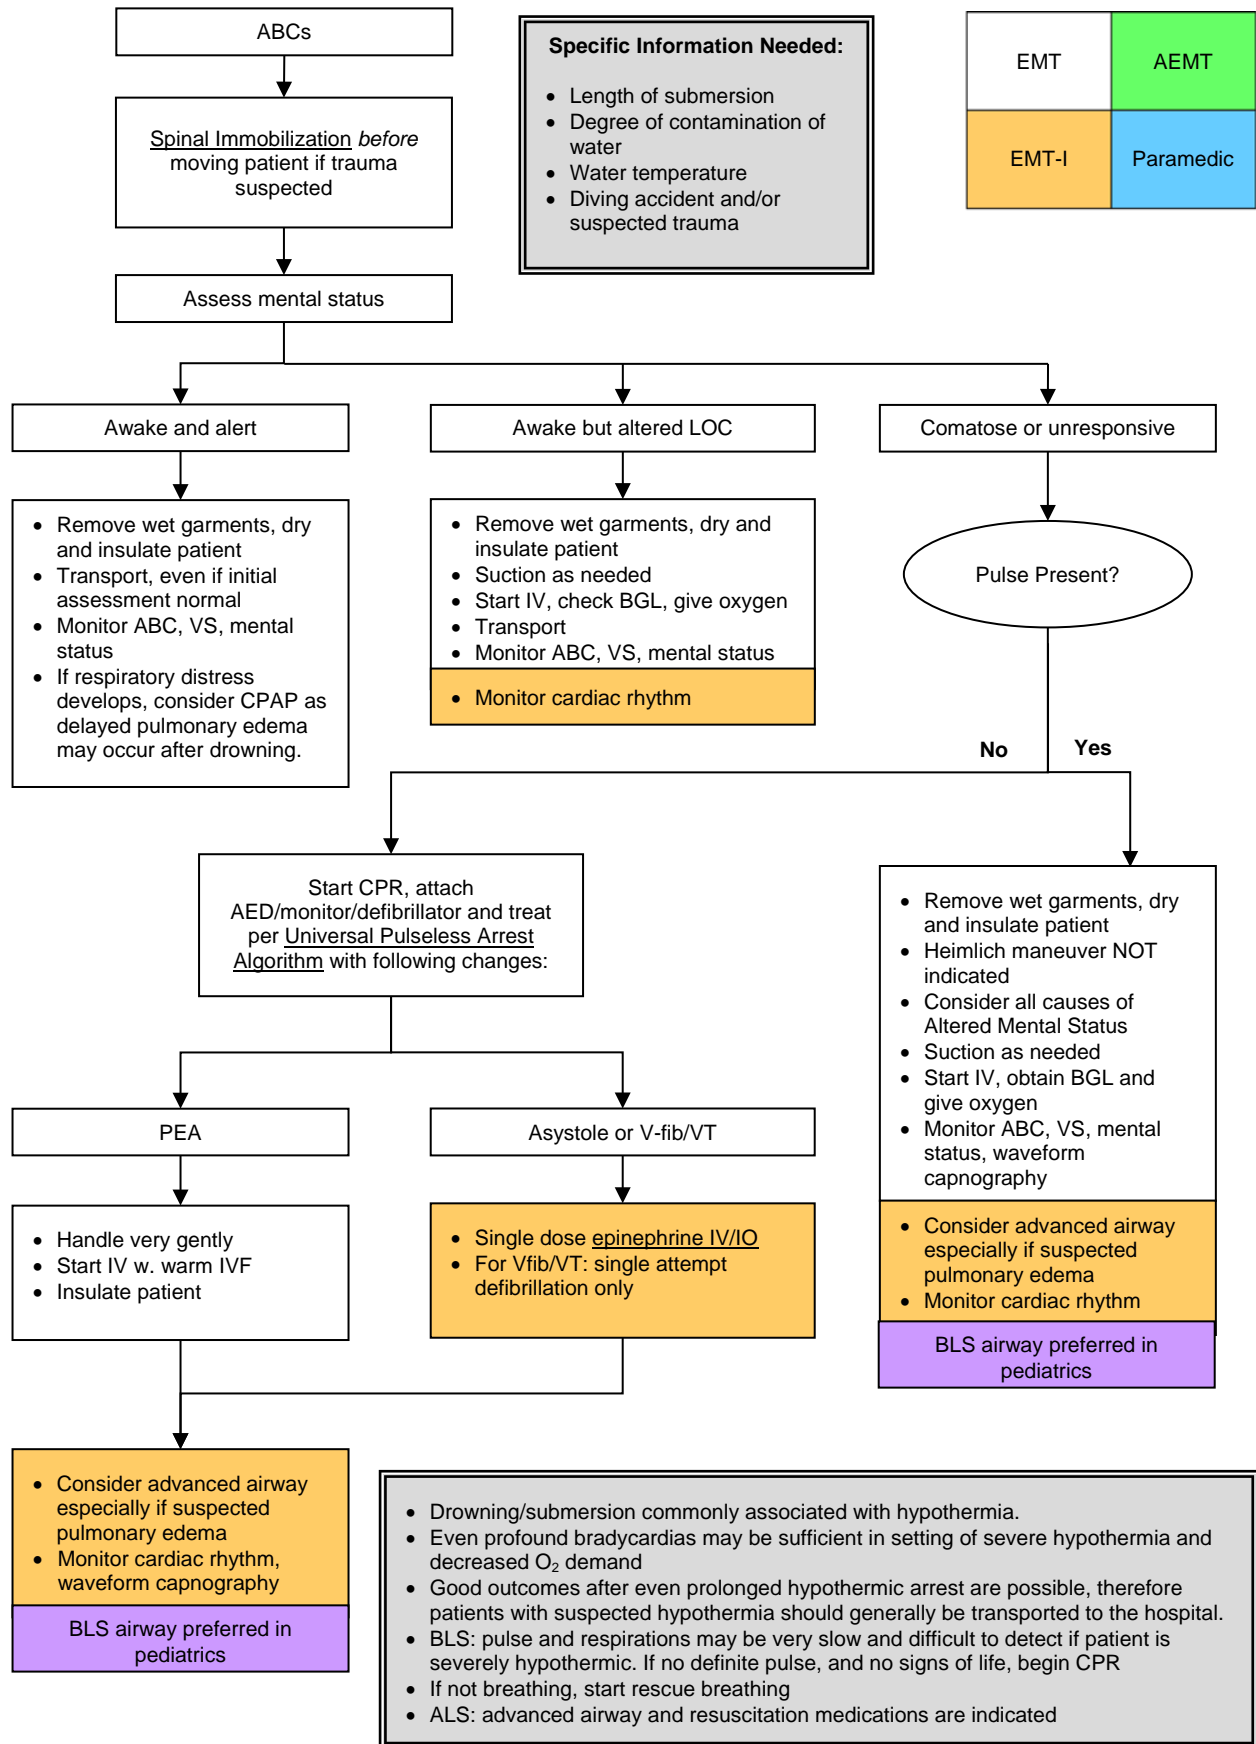 ABCs
Specific Information Needed:
• Length of submersion
• Degree of contamination of
water
• Water temperature
• Diving accident and/or
suspected trauma
EMT
AEMT
EMT-I
Paramedic
Spinal Immobilization before
moving patient if trauma
suspected
Assess mental status
Awake and alert
Awake but altered LOC
Comatose or unresponsive
• Remove wet garments, dry
and insulate patient
• Transport, even if initial
assessment normal
• Monitor ABC, VS, mental
status
• If respiratory distress
develops, consider CPAP as
delayed pulmonary edema
may occur after drowning.
• Remove wet garments, dry and
insulate patient
• Suction as needed
• Start IV, check BGL, give oxygen
• Transport
• Monitor ABC, VS, mental status
• Monitor cardiac rhythm
Pulse Present?
No
Yes
Start CPR, attach
AED/monitor/defibrillator and treat
per Universal Pulseless Arrest
Algorithm with following changes:
• Remove wet garments, dry
and insulate patient
• Heimlich maneuver NOT
indicated
• Consider all causes of
Altered Mental Status
• Suction as needed
• Start IV, obtain BGL and
give oxygen
• Monitor ABC, VS, mental
status, waveform
capnography
• Consider advanced airway
especially if suspected
pulmonary edema
• Monitor cardiac rhythm
BLS airway preferred in
pediatrics
PEA
Asystole or V-fib/VT
• Handle very gently
• Start IV w. warm IVF
• Insulate patient
• Single dose epinephrine IV/IO
• For Vfib/VT: single attempt
defibrillation only
• Consider advanced airway
especially if suspected
pulmonary edema
• Monitor cardiac rhythm,
waveform capnography
BLS airway preferred in
pediatrics
• Drowning/submersion commonly associated with hypothermia.
• Even profound bradycardias may be sufficient in setting of severe hypothermia and
decreased O₂ demand
• Good outcomes after even prolonged hypothermic arrest are possible, therefore
patients with suspected hypothermia should generally be transported to the hospital.
• BLS: pulse and respirations may be very slow and difficult to detect if patient is
severely hypothermic. If no definite pulse, and no signs of life, begin CPR
• If not breathing, start rescue breathing
• ALS: advanced airway and resuscitation medications are indicated